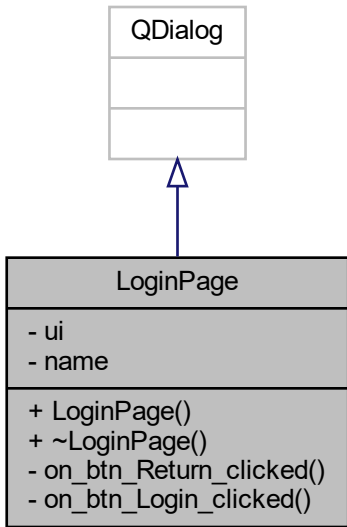 QDialog
LoginPage
- ui
- name
+ LoginPage()
+ ~LoginPage()
- on_btn_Return_clicked()
- on_btn_Login_clicked()